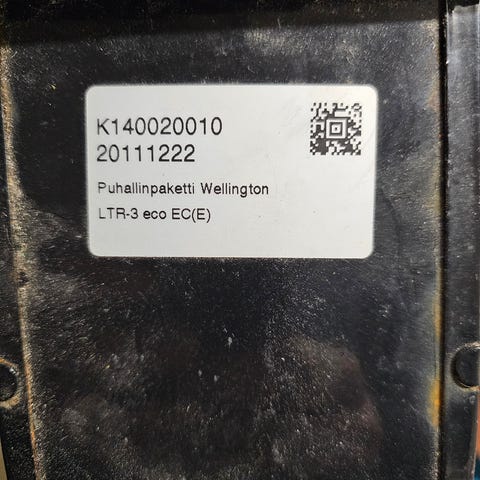 K140020010
20111222
Puhallinpaketti Wellington
LTR-3 eco EC(E)